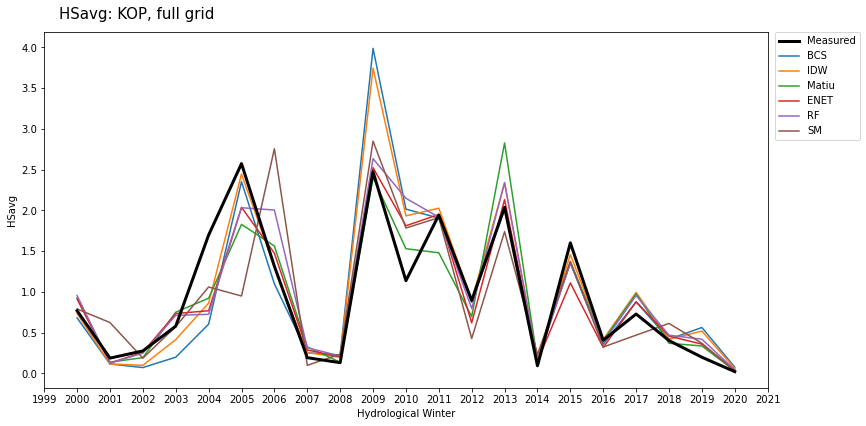 HSavg: KOP, full grid
Measured
BCS
IDW
Matiu
ENET
RF
SM
4.0
3.5
3.0
2.5
2.0
1.5
1.0
0.5
0.0
HSavg
1999 2000 2001 2002 2003 2004 2005 2006 2007 2008 2009 2010 2011 2012 2013 2014 2015 2016 2017 2018 2019 2020 2021
Hydrological Winter